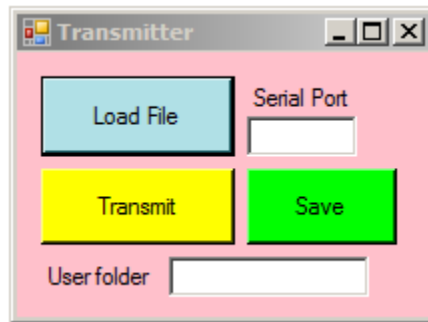 Transmitter
Load File
Serial Port
Transmit
Save
User folder